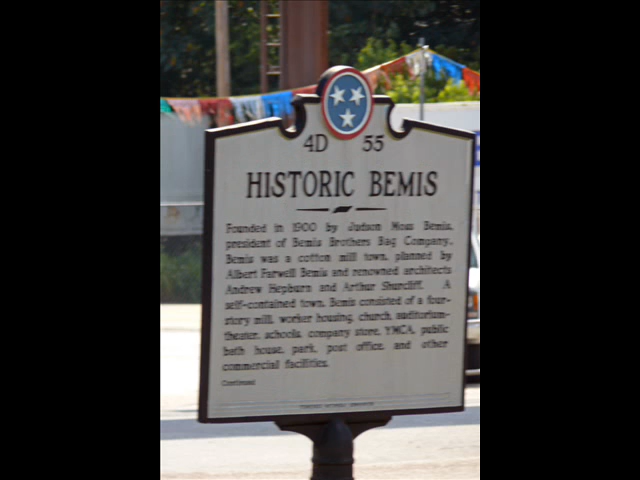 4D 55
HISTORIC BEMIS
Founded in 1900 by Judson Moss Bemis,
president of Bemis Brothers Bag Company,
Bemis was a cotton mill town, planned by
Albert Farwell Bemis and renowned architects
Andrew Hepburn and Arthur Shurcliff. A
self-contained town, Bemis consisted of a four-
story mill, worker housing, church, auditorium-
theater, schools, company store, YMCA, public
bath house, park, post office, and other
commercial facilities.
Continued